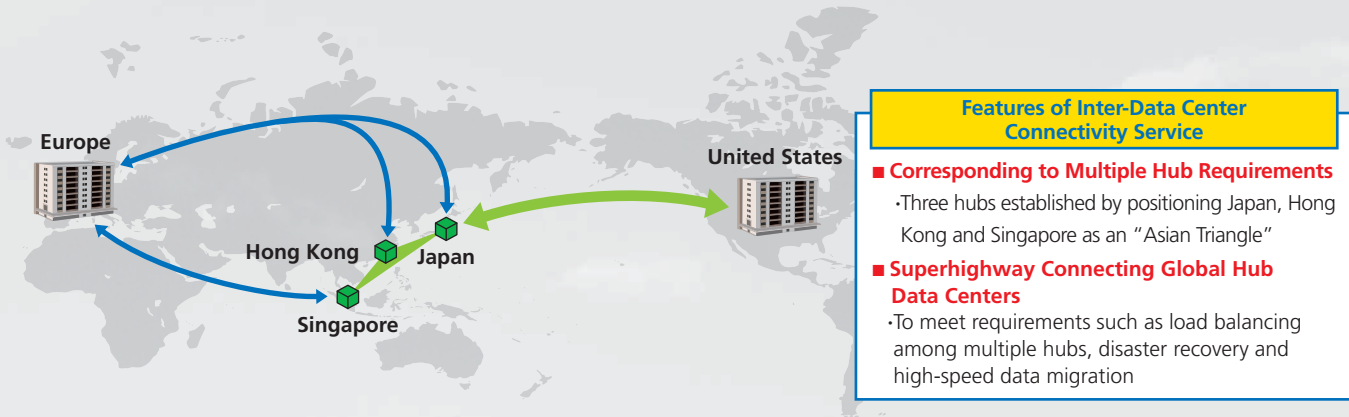 Europe
United States
Hong Kong
Japan
Singapore
Features of Inter-Data Center
Connectivity Service
■ Corresponding to Multiple Hub Requirements
・Three hubs established by positioning Japan, Hong
Kong and Singapore as an “Asian Triangle”
■ Superhighway Connecting Global Hub
Data Centers
・To meet requirements such as load balancing
among multiple hubs, disaster recovery and
high-speed data migration